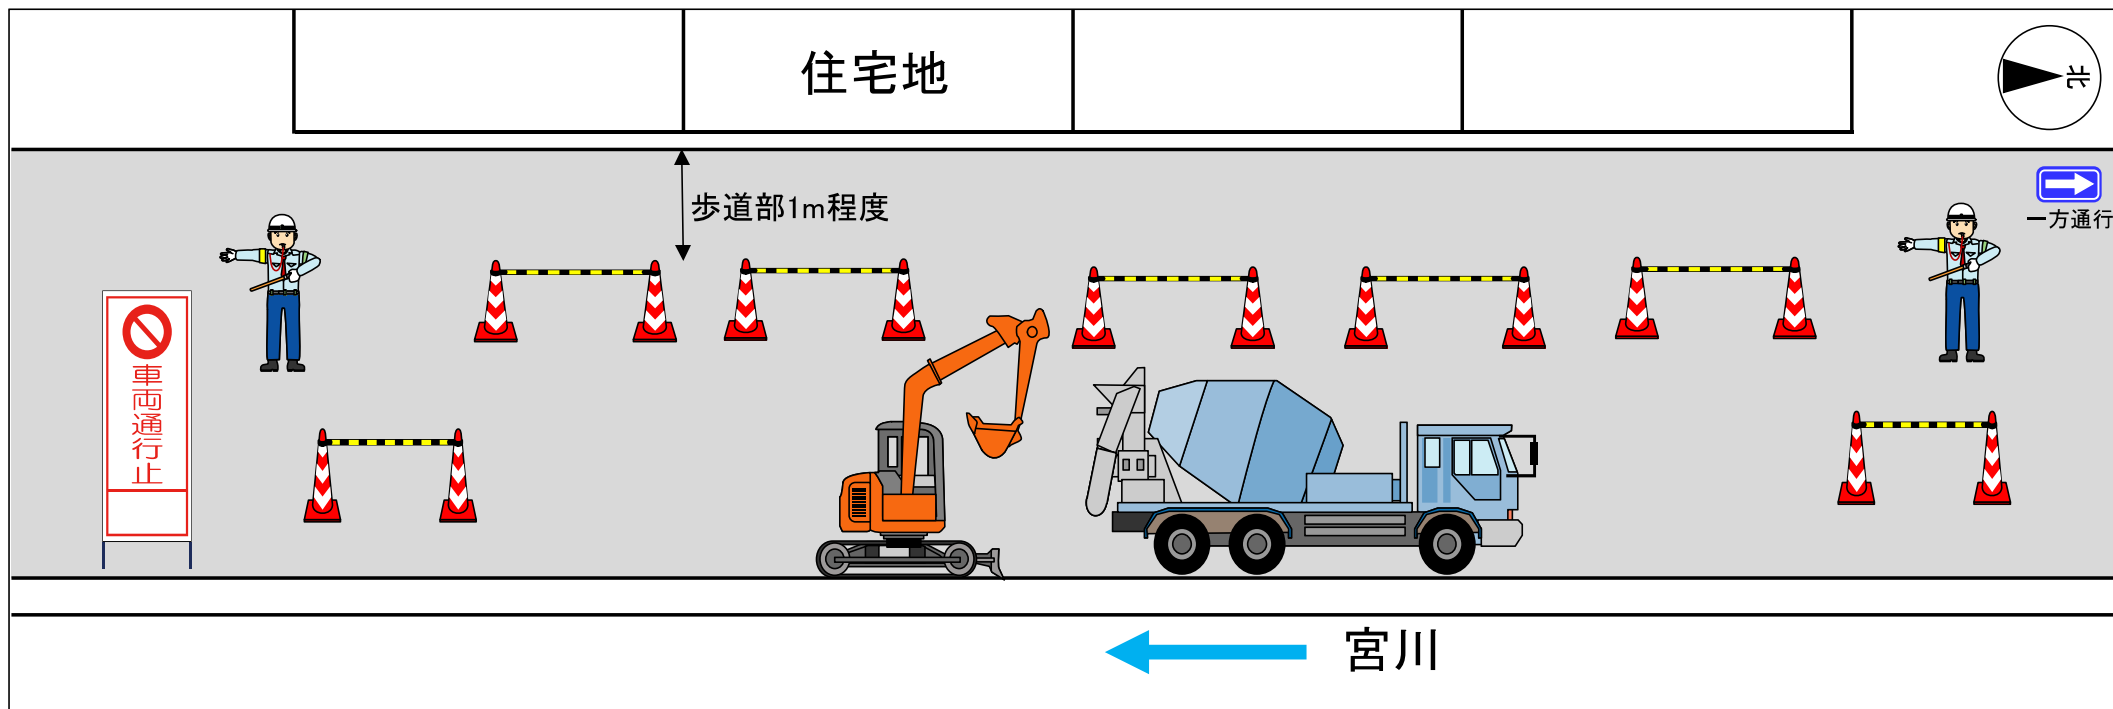 住宅地
北
歩道部1m程度
一方通行
車両通行止
宮川